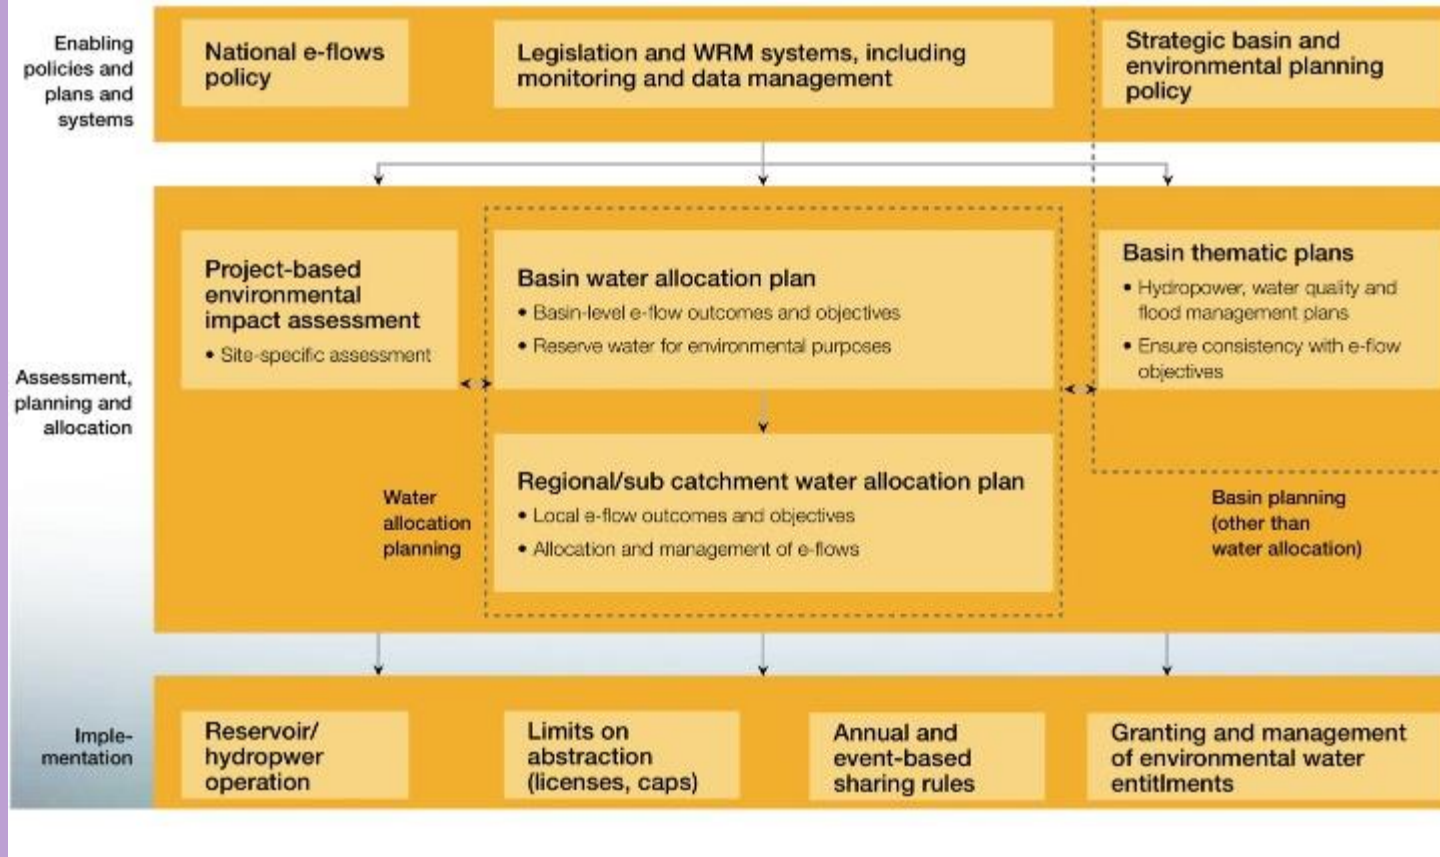 Enabling
policies and
plans and
systems
National e-flows
policy
Legislation and WRM systems, including
monitoring and data management
Strategic basin and
environmental planning
policy
Assessment,
planning and
allocation
Project-based
environmental
impact assessment
• Site-specific assessment
Basin water allocation plan
• Basin-level e-flow outcomes and objectives
• Reserve water for environmental purposes
Basin thematic plans
• Hydropower, water quality and
flood management plans
• Ensure consistency with e-flow
objectives
Water
allocation
planning
Regional/sub catchment water allocation plan
• Local e-flow outcomes and objectives
• Allocation and management of e-flows
Basin planning
(other than
water allocation)
Imple-
mentation
Reservoir/
hydropwer
operation
Limits on
abstraction
(licenses, caps)
Annual and
event-based
sharing rules
Granting and management
of environmental water
entitlments